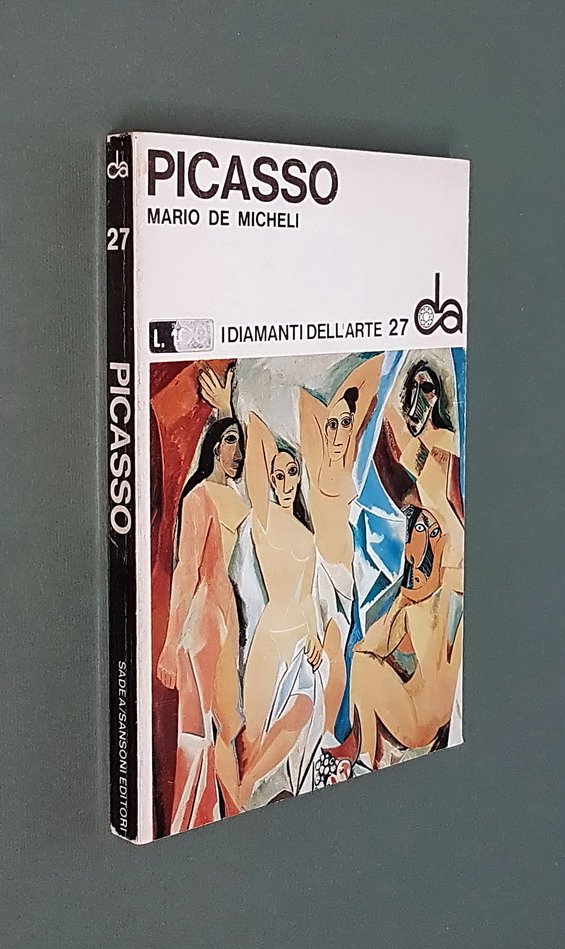 PICASSO
MARIO DE MICHELI
L.
I DIAMANTI DELL'ARTE 27 da
da
27
PICASSO
SADEA/SANSONI EDITORI